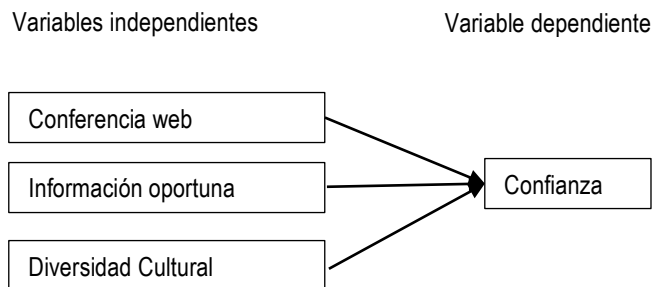 Variables independientes
Variable dependiente
Conferencia web
Información oportuna
Confianza
Diversidad Cultural